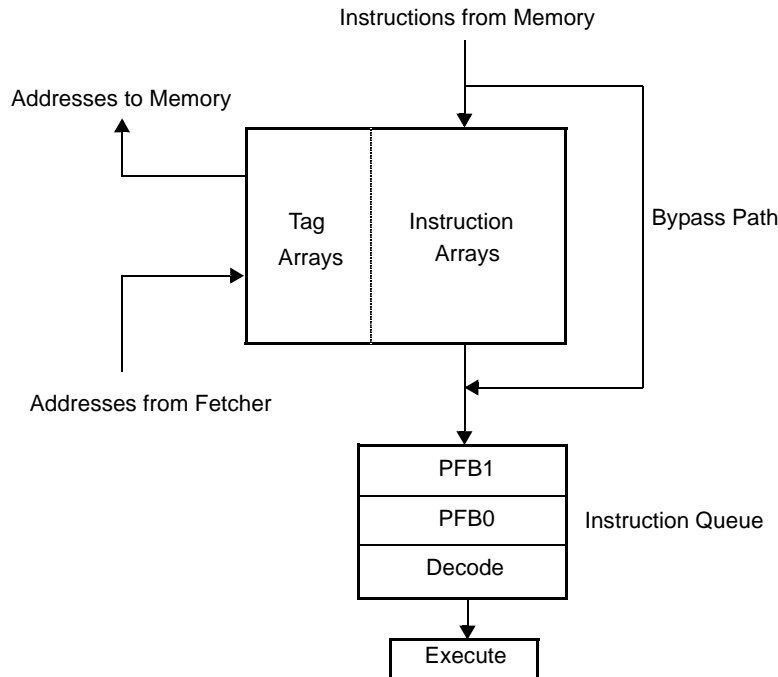 Instructions from Memory
Addresses to Memory
Tag
Arrays
Instruction
Arrays
Bypass Path
Addresses from Fetcher
PFB1
PFB0
Instruction Queue
Decode
Execute